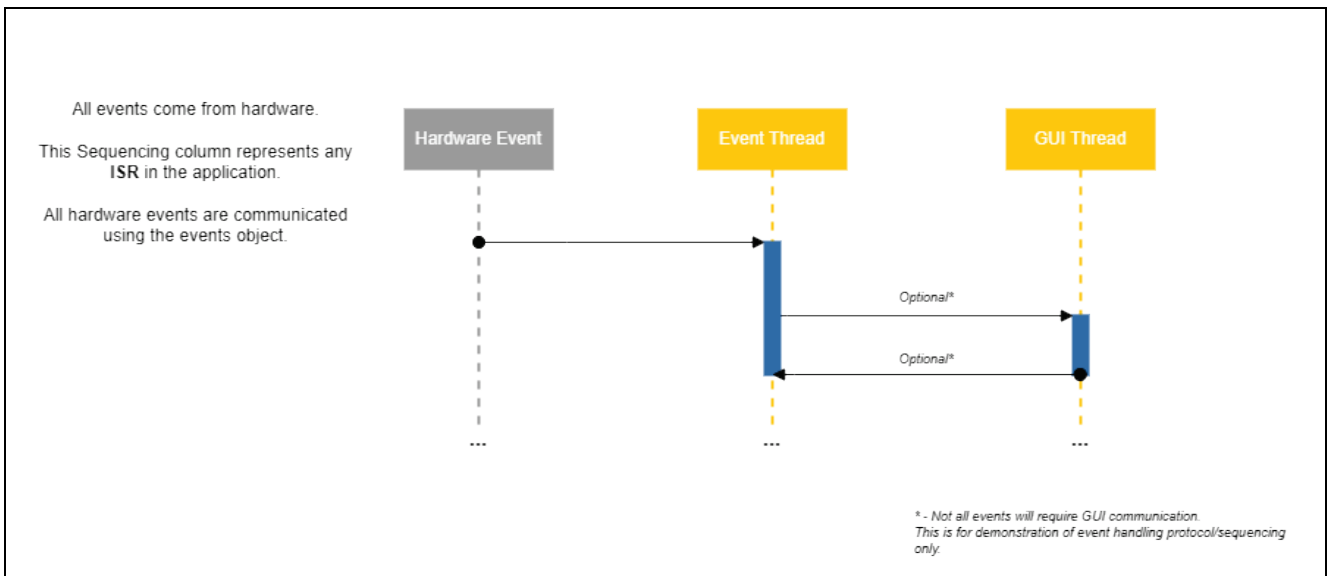 All events come from hardware.
This Sequencing column represents any
ISR in the application.
All hardware events are communicated
using the events object.
Hardware Event
Event Thread
GUI Thread
Optional*
Optional*
...
...
...
* - Not all events will require GUI communication.
This is for demonstration of event handling protocol/sequencing
only.